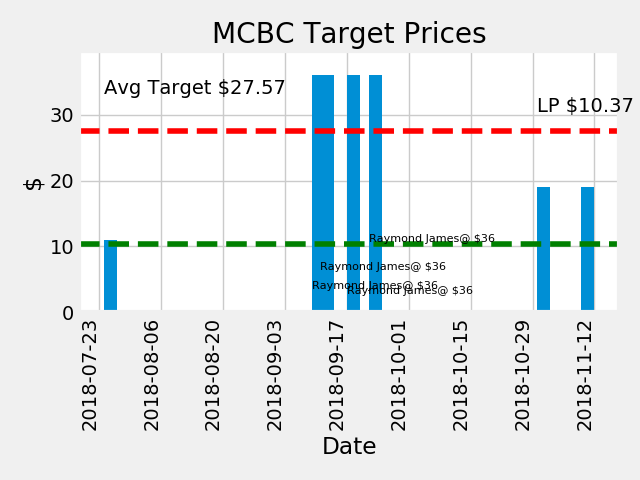 MCBC Target Prices
Avg Target $27.57
LP $10.37
$
30
20
10
0
Raymond James@ $36
Raymond James@ $36
Raymond James@ $36
Raymond James@ $36
2018-07-23
2018-08-06
2018-08-20
2018-09-03
2018-09-17
2018-10-01
2018-10-15
2018-10-29
2018-11-12
Date